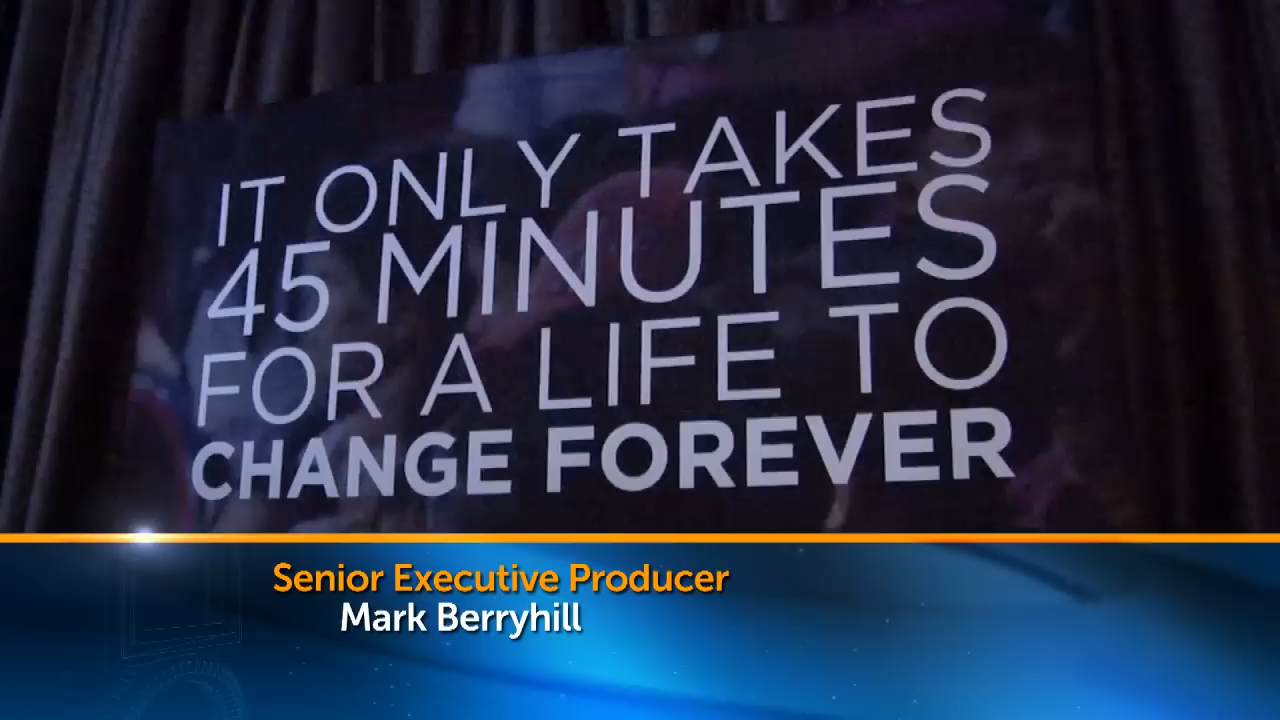 IT ONLY TAKES
45 MINUTES
FOR A LIFE TO
CHANGE FOREVER
Senior Executive Producer
Mark Berryhill